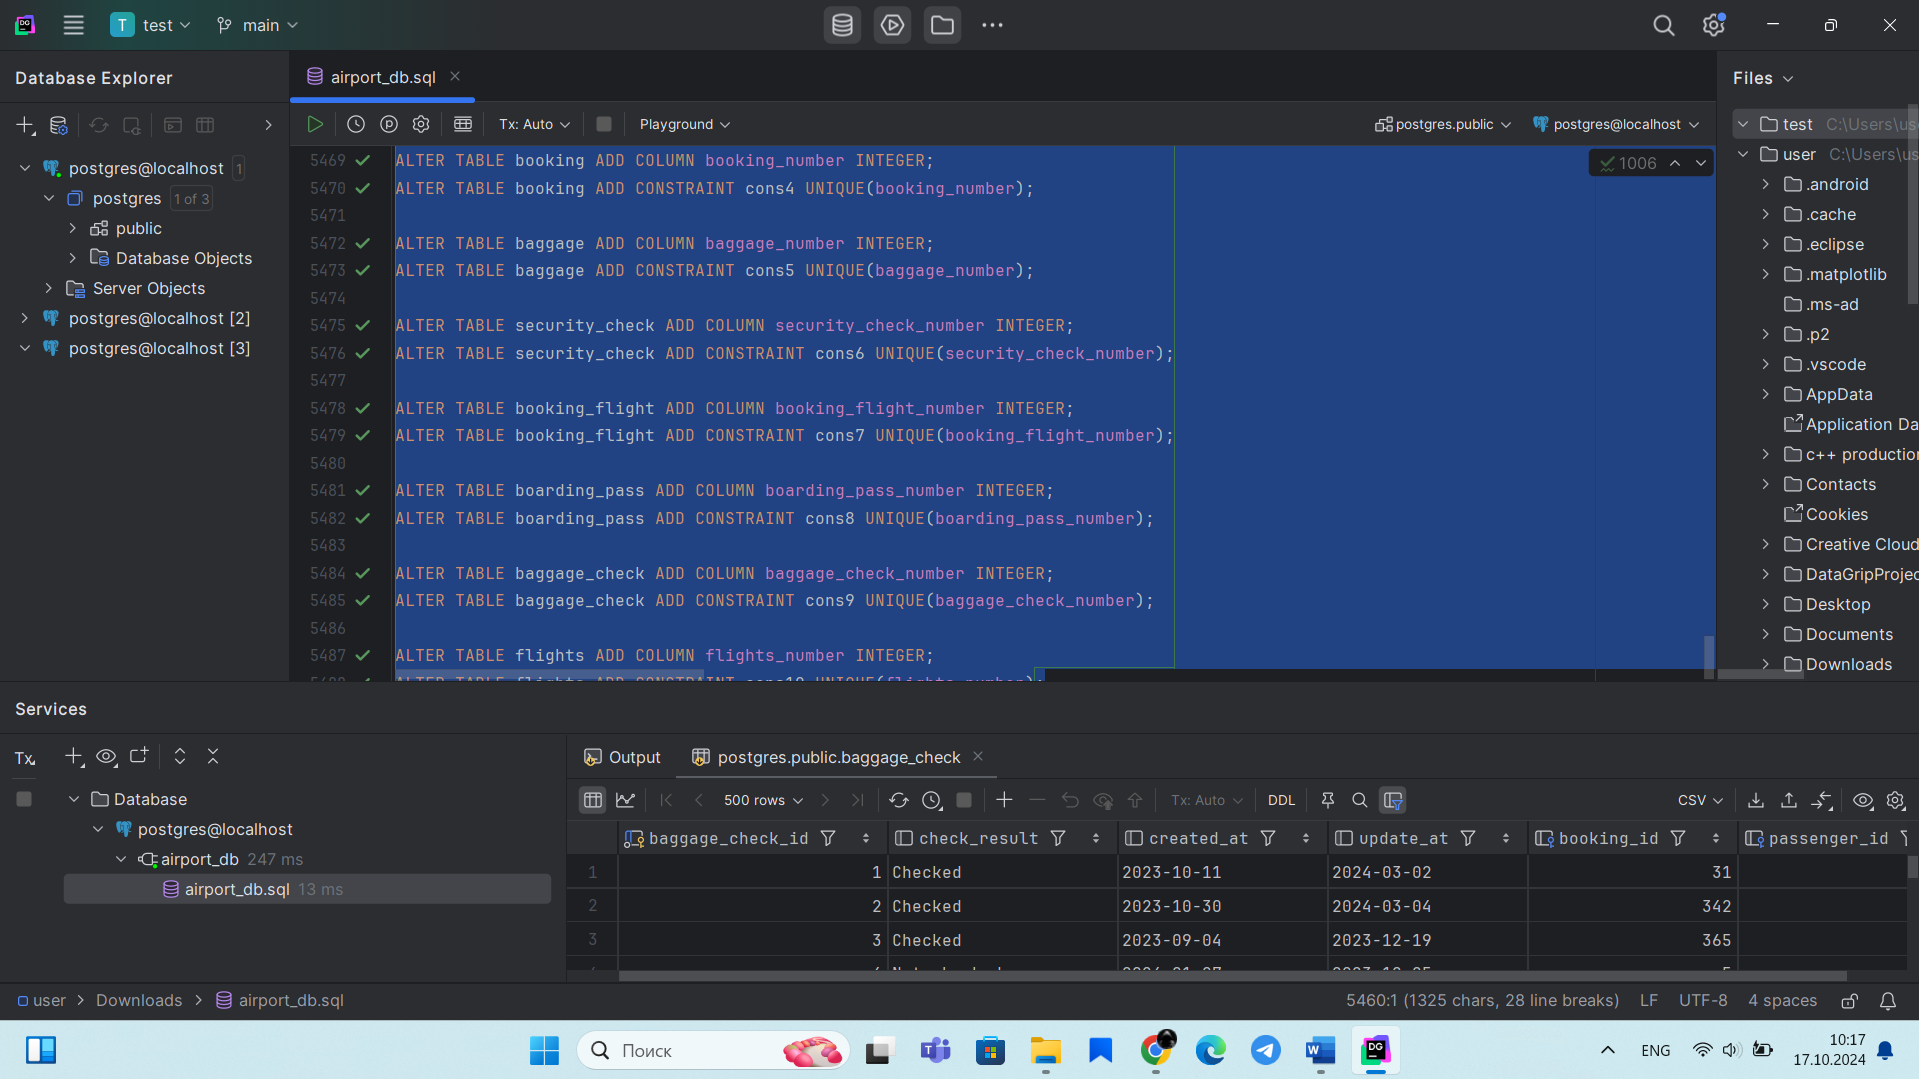 test main
Database Explorer
airport_db.sql
Files
Tx: Auto Playground postgres.public postgres@localhost
postgres@localhost 1
postgres 1 of 3
public
Database Objects
Server Objects
postgres@localhost [2]
postgres@localhost [3]
1006
5469 ALTER TABLE booking ADD COLUMN booking_number INTEGER;
5470 ALTER TABLE booking ADD CONSTRAINT cons4 UNIQUE(booking_number);
5471
5472 ALTER TABLE baggage ADD COLUMN baggage_number INTEGER;
5473 ALTER TABLE baggage ADD CONSTRAINT cons5 UNIQUE(baggage_number);
5474
5475 ALTER TABLE security_check ADD COLUMN security_check_number INTEGER;
5476 ALTER TABLE security_check ADD CONSTRAINT cons6 UNIQUE(security_check_number);
5477
5478 ALTER TABLE booking_flight ADD COLUMN booking_flight_number INTEGER;
5479 ALTER TABLE booking_flight ADD CONSTRAINT cons7 UNIQUE(booking_flight_number);
5480
5481 ALTER TABLE boarding_pass ADD COLUMN boarding_pass_number INTEGER;
5482 ALTER TABLE boarding_pass ADD CONSTRAINT cons8 UNIQUE(boarding_pass_number);
5483
5484 ALTER TABLE baggage_check ADD COLUMN baggage_check_number INTEGER;
5485 ALTER TABLE baggage_check ADD CONSTRAINT cons9 UNIQUE(baggage_check_number);
5486
5487 ALTER TABLE flights ADD COLUMN flights_number INTEGER;
5488 ALTER TABLE flights ADD CONSTRAINT cons10 UNIQUE(flights_number);
test C:\Users\us
user C:\Users\us
.android
.cache
.eclipse
.matplotlib
.ms-ad
.p2
.vscode
AppData
Application Da
c++ production
Contacts
Cookies
Creative Cloud
DataGripProjec
Desktop
Documents
Downloads
Services
Tx
Database
postgres@localhost
airport_db 247 ms
airport_db.sql 13 ms
Output postgres.public.baggage_check
500 rows Tx: Auto DDL CSV
baggage_check_id check_result created_at update_at booking_id passenger_id
1 1 Checked 2023-10-11 2024-03-02 31
2 2 Checked 2023-10-30 2024-03-04 342
3 3 Checked 2023-09-04 2023-12-19 365
user > Downloads > airport_db.sql
5460:1 (1325 chars, 28 line breaks) LF UTF-8 4 spaces
Поиск
ENG
10:17
17.10.2024